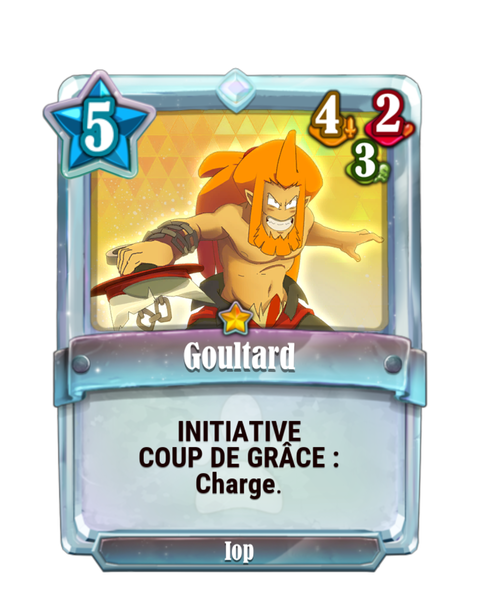 5
4
2
3
Goultard
INITIATIVE
COUP DE GRÂCE :
Charge.
Iop